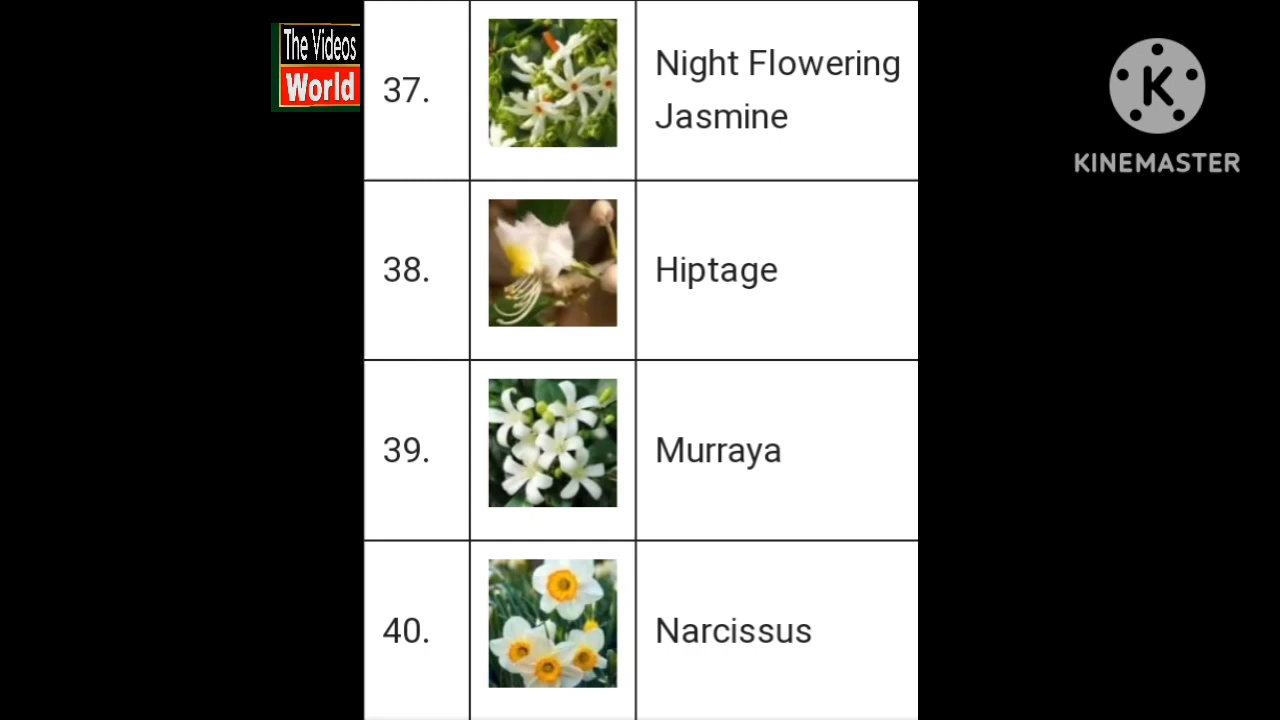 The Videos
World
37.
Night Flowering
Jasmine
38.
Hiptage
39.
Murraya
40.
Narcissus
K
KINEMASTER